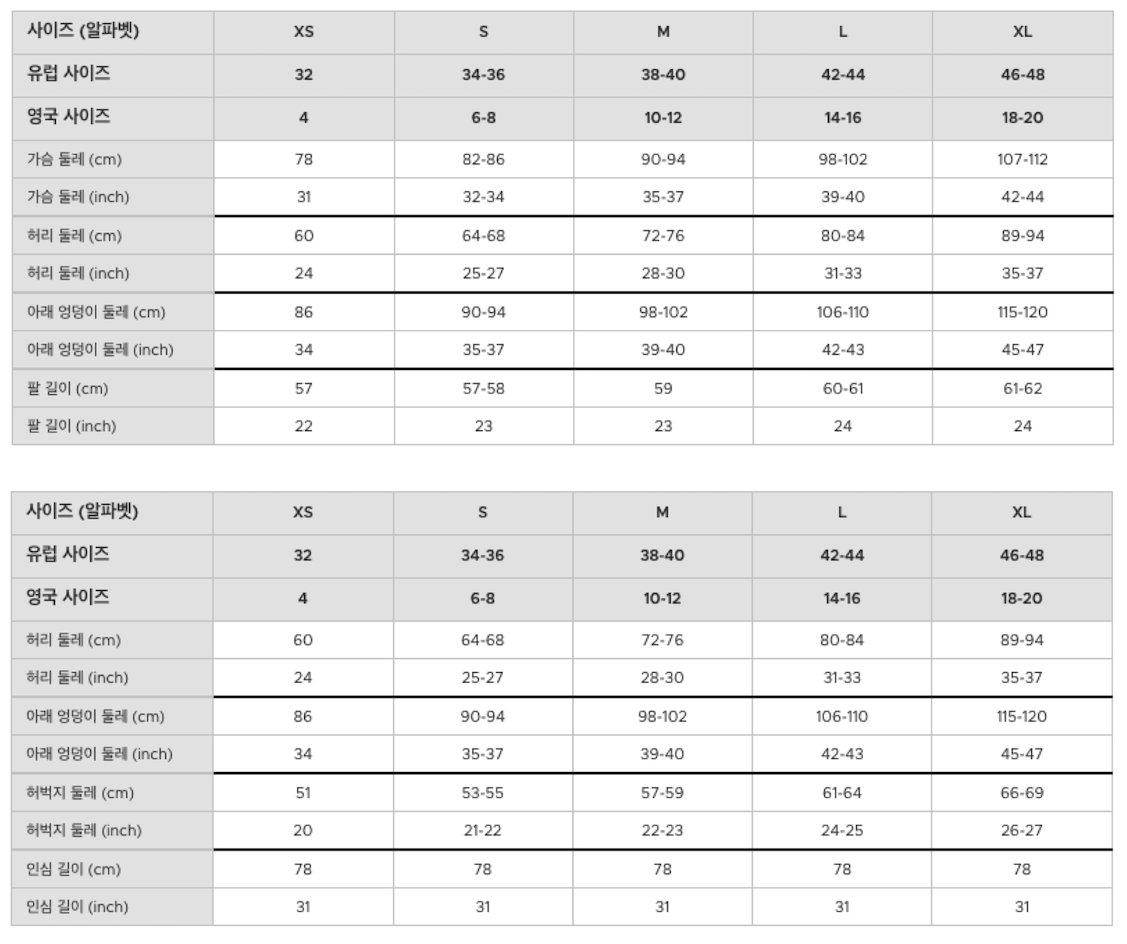 사이즈 (알파벳) XS S M L XL
유럽 사이즈 32 34-36 38-40 42-44 46-48
영국 사이즈 4 6-8 10-12 14-16 18-20
가슴 둘레 (cm) 78 82-86 90-94 98-102 107-112
가슴 둘레 (inch) 31 32-34 35-37 39-40 42-44
허리 둘레 (cm) 60 64-68 72-76 80-84 89-94
허리 둘레 (inch) 24 25-27 28-30 31-33 35-37
아래 엉덩이 둘레 (cm) 86 90-94 98-102 106-110 115-120
아래 엉덩이 둘레 (inch) 34 35-37 39-40 42-43 45-47
팔 길이 (cm) 57 57-58 59 60-61 61-62
팔 길이 (inch) 22 23 23 24 24
사이즈 (알파벳) XS S M L XL
유럽 사이즈 32 34-36 38-40 42-44 46-48
영국 사이즈 4 6-8 10-12 14-16 18-20
허리 둘레 (cm) 60 64-68 72-76 80-84 89-94
허리 둘레 (inch) 24 25-27 28-30 31-33 35-37
아래 엉덩이 둘레 (cm) 86 90-94 98-102 106-110 115-120
아래 엉덩이 둘레 (inch) 34 35-37 39-40 42-43 45-47
허벅지 둘레 (cm) 51 53-55 57-59 61-64 66-69
허벅지 둘레 (inch) 20 21-22 22-23 24-25 26-27
인심 길이 (cm) 78 78 78 78 78
인심 길이 (inch) 31 31 31 31 31